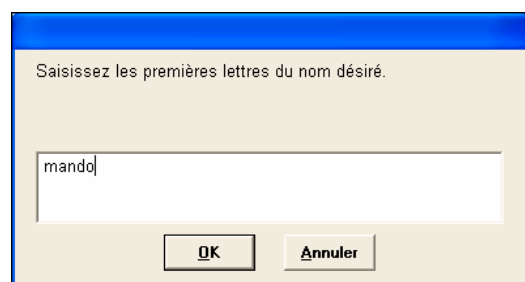 Saisissez les premières lettres du nom désiré.
mando
OK
Annuler